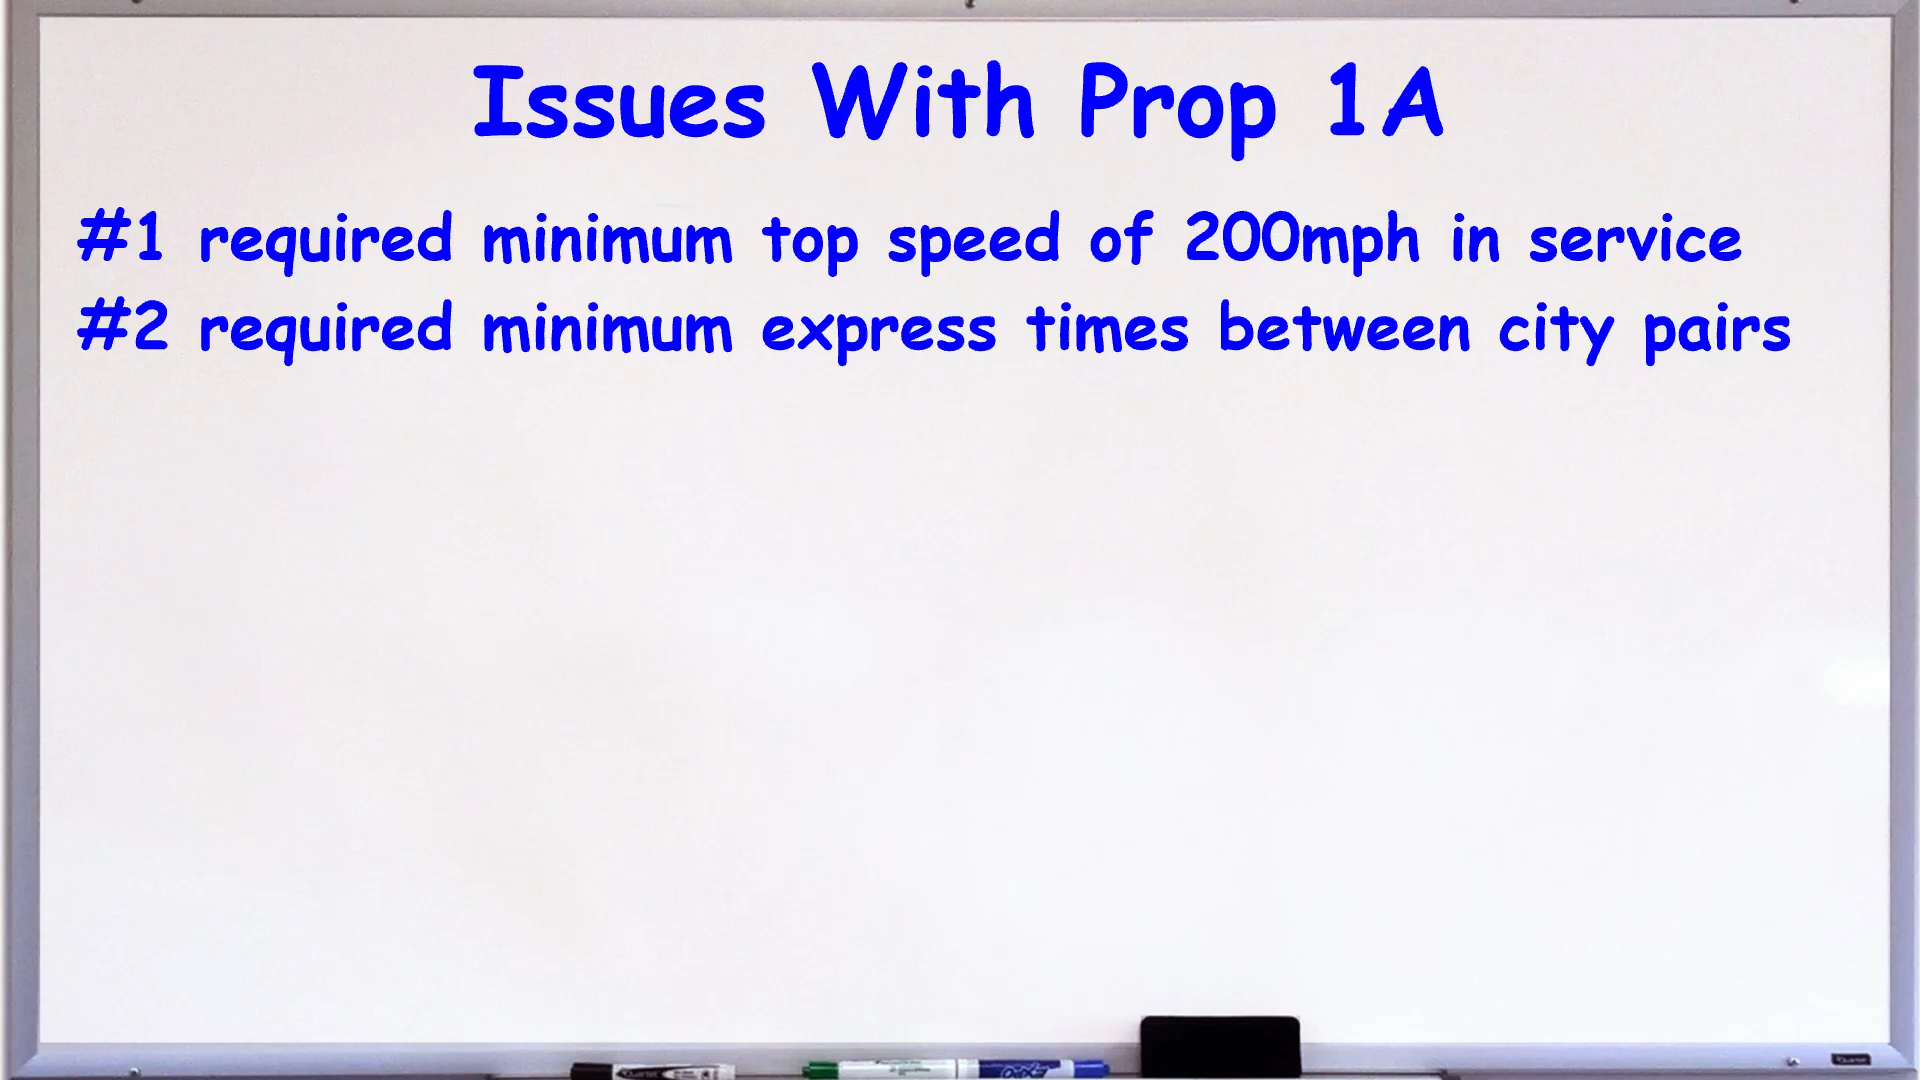 Issues With Prop 1A
#1 required minimum top speed of 200mph in service
#2 required minimum express times between city pairs
Quartet